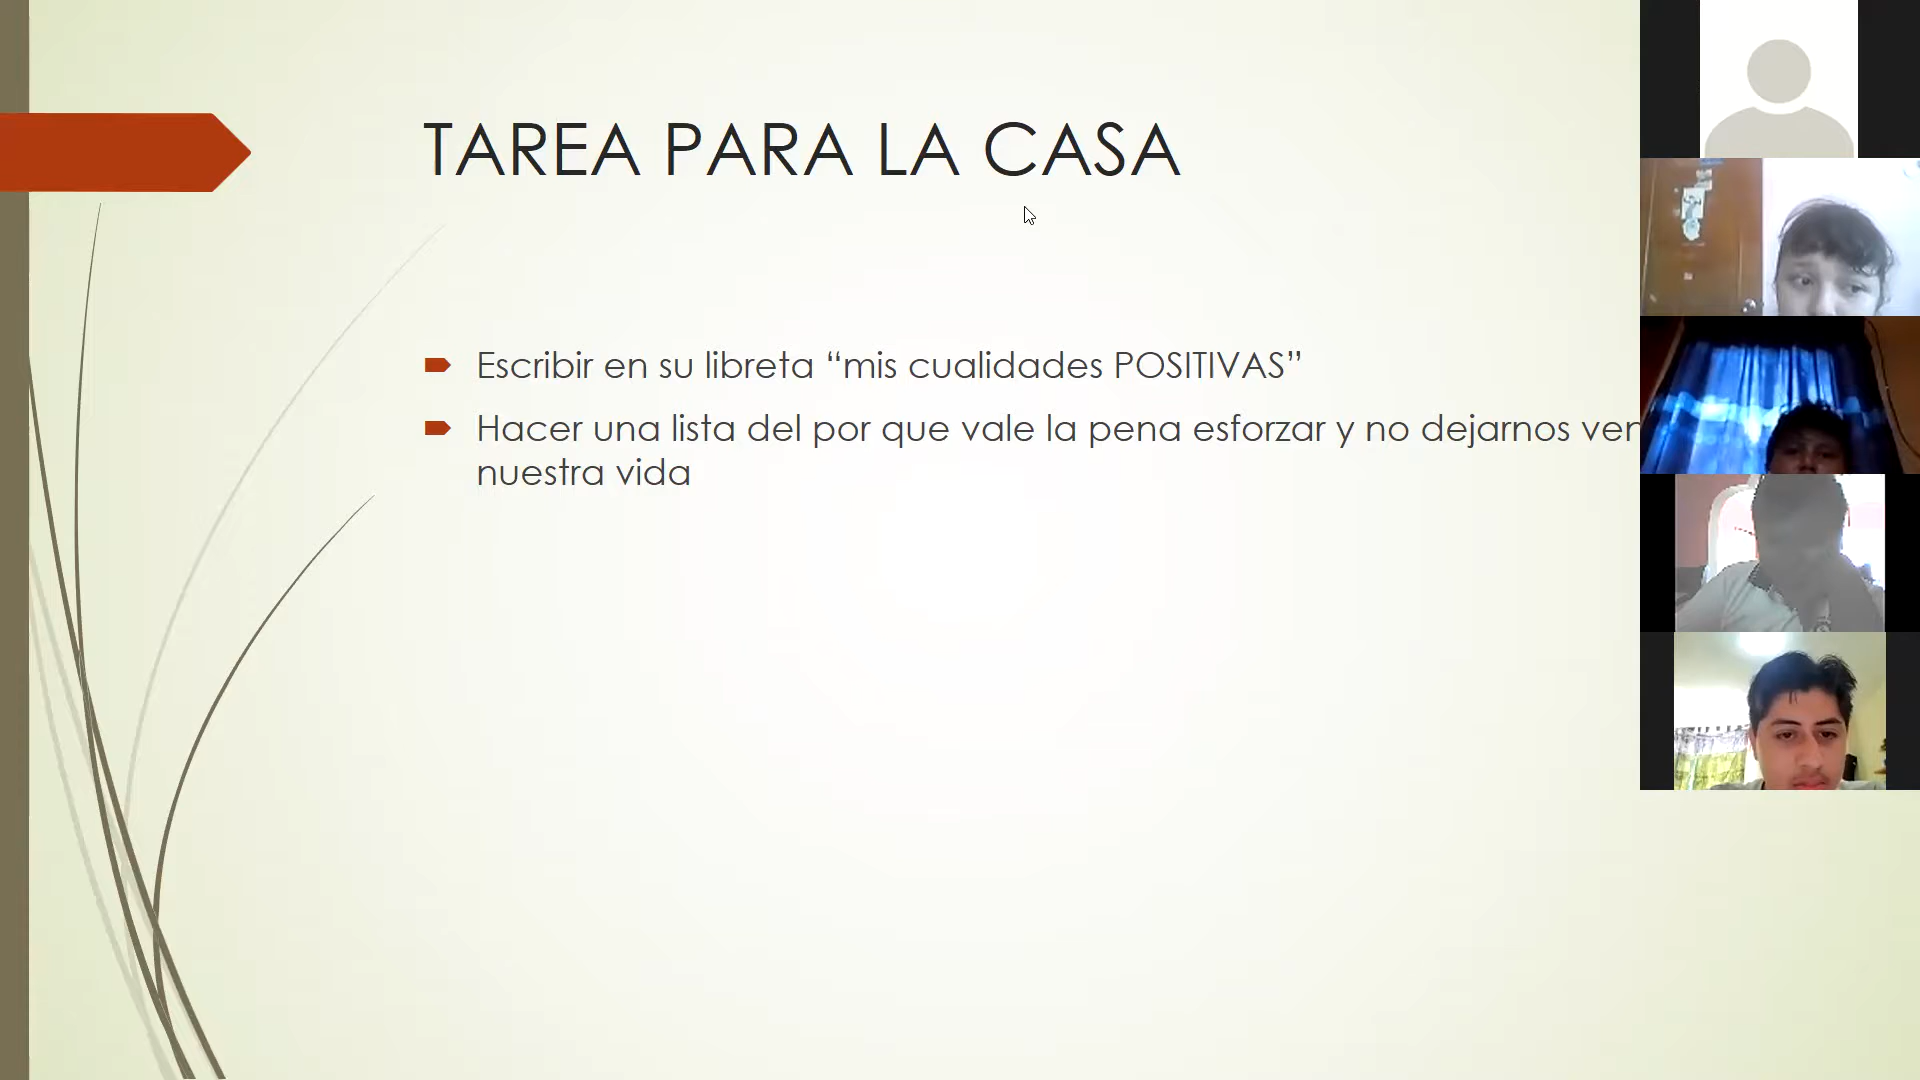 TAREA PARA LA CASA
Escribir en su libreta “mis cualidades POSITIVAS”
Hacer una lista del por que vale la pena esforzar y no dejarnos
nuestra vida